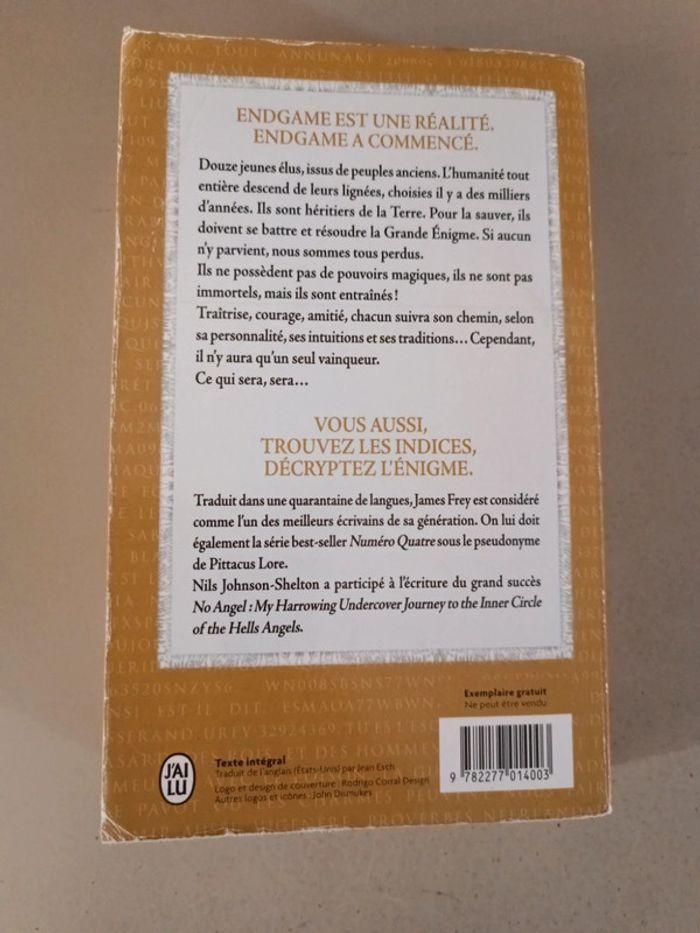 RAMA. TOUT. ANNUNAKI
ENDGAME EST UNE RÉALITÉ.
ENDGAME A COMMENCÉ.
Douze jeunes élus, issus de peuples anciens. L'humanité tout
entière descend de leurs lignées, choisies il y a des milliers
d'années. Ils sont héritiers de la Terre. Pour la sauver, ils
doivent se battre et résoudre la Grande Énigme. Si aucun
n'y parvient, nous sommes tous perdus.
Ils ne possèdent pas de pouvoirs magiques, ils ne sont pas
immortels, mais ils sont entraînés !
Traîtrise, courage, amitié, chacun suivra son chemin, selon
sa personnalité, ses intuitions et ses traditions... Cependant,
il n'y aura qu'un seul vainqueur.
Ce qui sera, sera...
VOUS AUSSI,
TROUVEZ LES INDICES,
DÉCRYPTEZ L'ÉNIGME.
Traduit dans une quarantaine de langues, James Frey est considéré
comme l'un des meilleurs écrivains de sa génération. On lui doit
également la série best-seller Numéro Quatre sous le pseudonyme
de Pittacus Lore.
Nils Johnson-Shelton a participé à l'écriture du grand succès
No Angel : My Harrowing Undercover Journey to the Inner Circle
of the Hells Angels.
Exemplaire gratuit
Ne peut être vendu
J'AI
LU
Texte intégral
Traduit de l'anglais (États-Unis) par Jean Esch
Logo et design de couverture : Rodrigo Corral Design
Autres logos et icônes : John Dismukes
9 782277 014003
PROVERBES NEERLANDAI